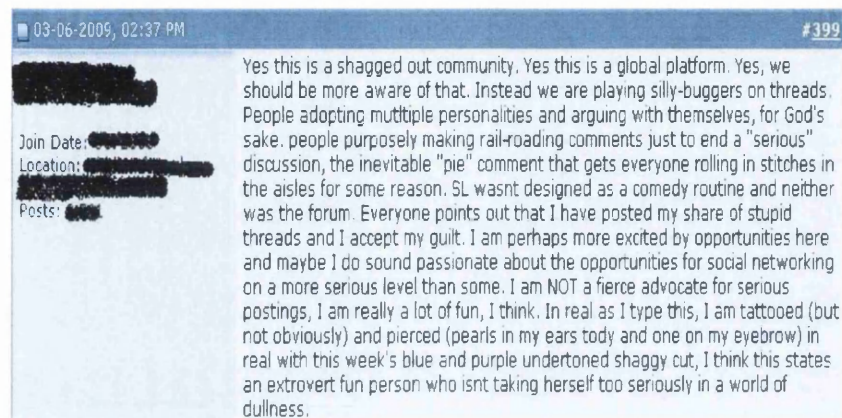 03-06-2009, 02:37 PM
#399
Join Date:
Location:
Posts:
Yes this is a shagged out community. Yes this is a global platform. Yes, we
should be more aware of that. Instead we are playing silly-buggers on threads.
People adopting mutltiple personalities and arguing with themselves, for God's
sake. people purposely making rail-roading comments just to end a "serious"
discussion, the inevitable "pie" comment that gets everyone rolling in stitches in
the aisles for some reason. SL wasnt designed as a comedy routine and neither
was the forum. Everyone points out that I have posted my share of stupid
threads and I accept my guilt. I am perhaps more excited by opportunities here
and maybe I do sound passionate about the opportunities for social networking
on a more serious level than some. I am NOT a fierce advocate for serious
postings, I am really a lot of fun, I think. In real as I type this, I am tattooed (but
not obviously) and pierced (pearls in my ears tody and one on my eyebrow) in
real with this week's blue and purple undertoned shaggy cut, I think this states
an extrovert fun person who isnt taking herself too seriously in a world of
dullness.